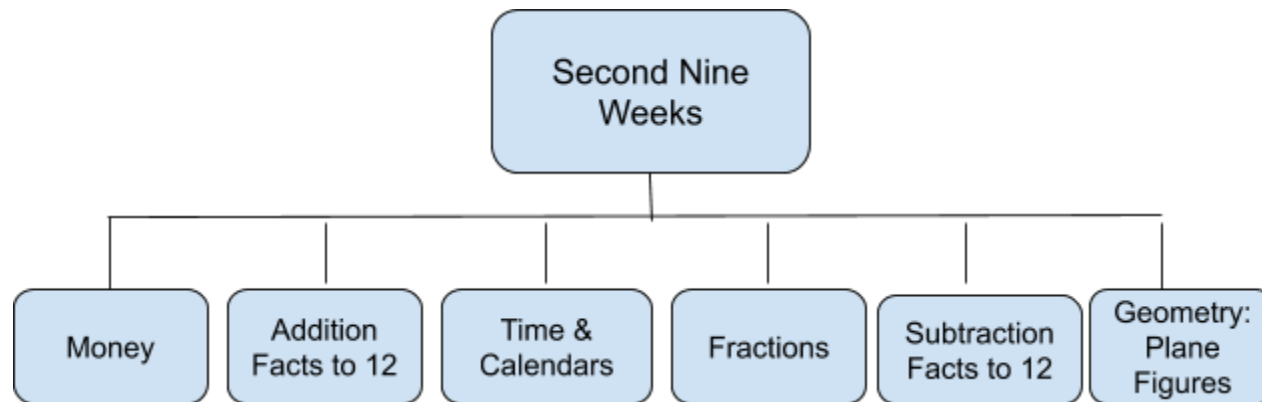 Second Nine
Weeks
Money
Addition
Facts to 12
Time &
Calendars
Fractions
Subtraction
Facts to 12
Geometry:
Plane
Figures